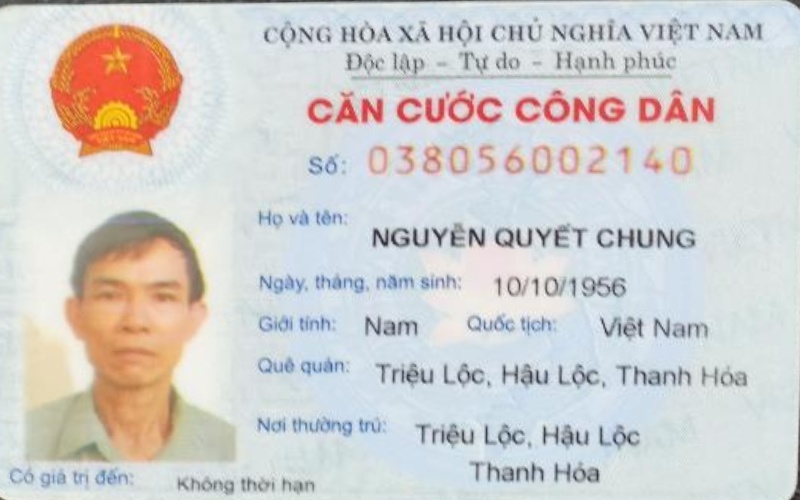 CỘNG HÒA XÃ HỘI CHỦ NGHĨA VIỆT NAM
Độc lập - Tự do - Hạnh phúc
CĂN CƯỚC CÔNG DÂN
Số: 038056002140
Họ và tên: NGUYỄN QUYẾT CHUNG
Ngày, tháng, năm sinh: 10/10/1956
Giới tính: Nam Quốc tịch: Việt Nam
Quê quán: Triệu Lộc, Hậu Lộc, Thanh Hóa
Nơi thường trú: Triệu Lộc, Hậu Lộc
Thanh Hóa
Có giá trị đến: Không thời hạn